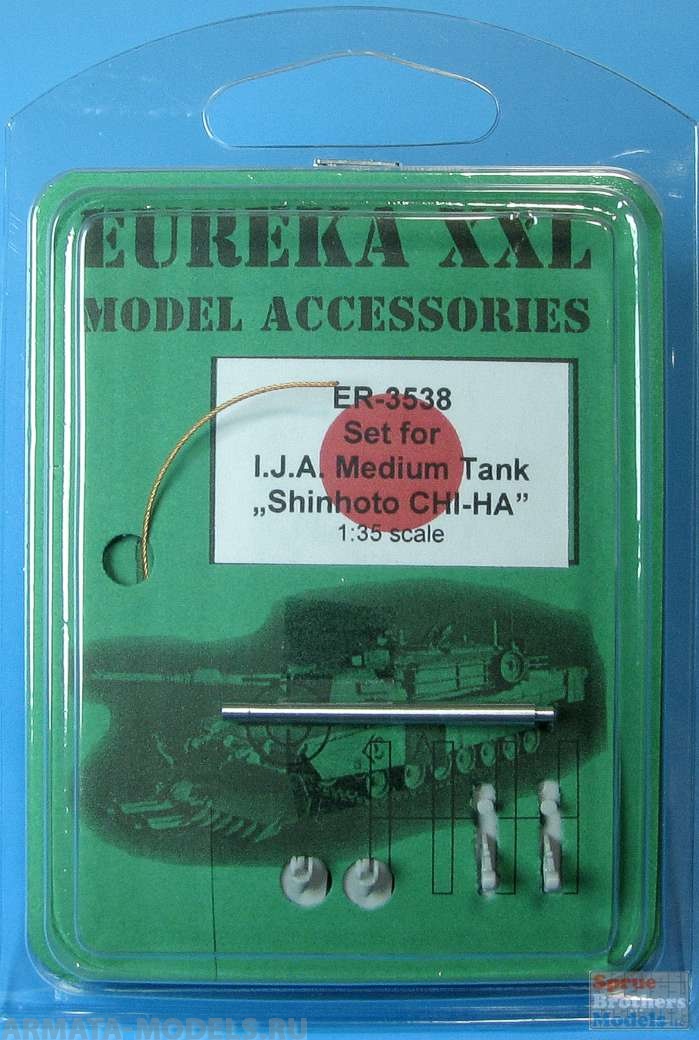 EUREKA XXL
MODEL ACCESSORIES
ER-3538
Set for
I.J.A. Medium Tank
„Shinhoto CHI-HA”
1:35 scale
Sprue
Brothers
Models
ARMATA-MODELS.RU